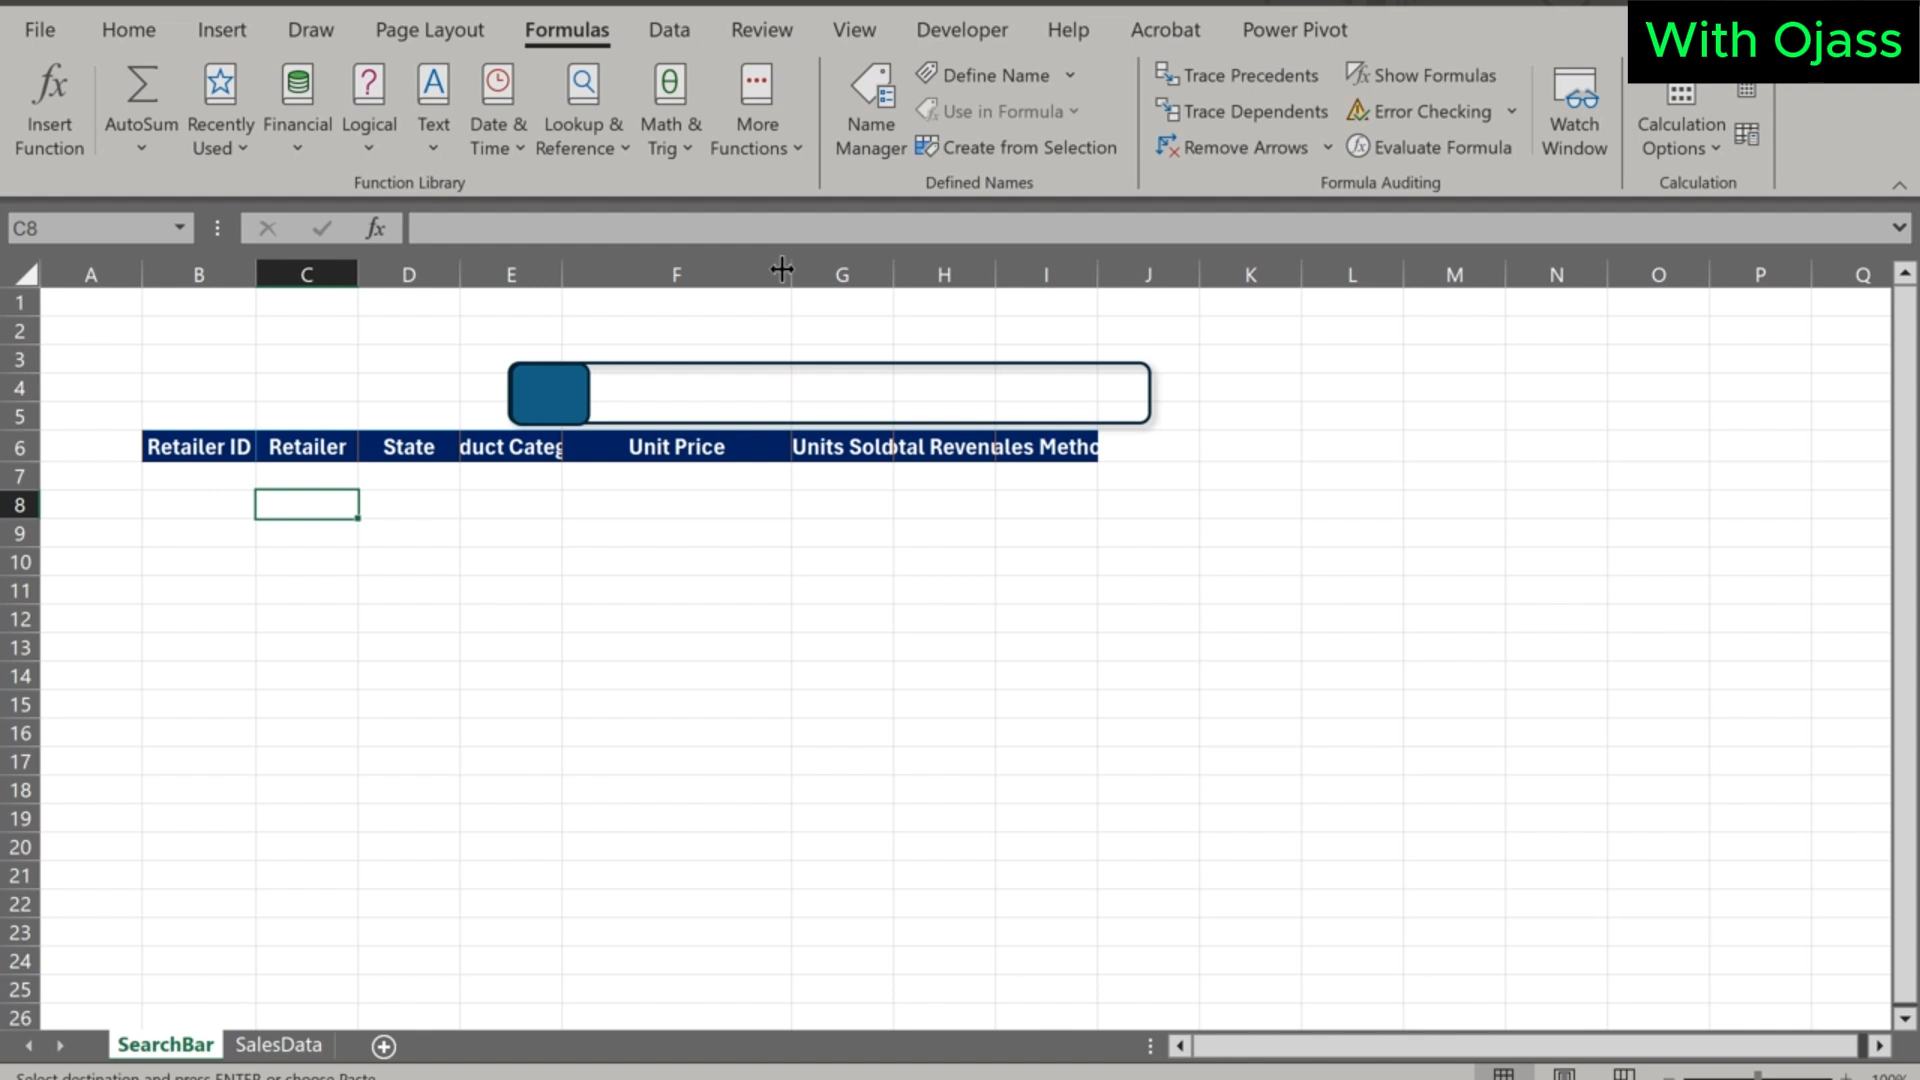 File Home Insert Draw Page Layout Formulas Data Review View Developer Help Acrobat Power Pivot
With Ojass
fx Σ ? A θ
Insert Function
AutoSum
Recently Used
Financial
Logical
Text
Date & Time
Lookup & Reference
Math & Trig
More Functions
Function Library
Name Manager
Define Name
Use in Formula
Create from Selection
Defined Names
Trace Precedents
Trace Dependents
Remove Arrows
Show Formulas
Error Checking
Evaluate Formula
Formula Auditing
Watch Window
Calculation Options
Calculation
C8 fx
A B C D E F G H I J K L M N O P Q
1
2
3
4
5
6 Retailer ID Retailer State duct Categ Unit Price Units Sold otal Revenu ales Metho
7
8
9
10
11
12
13
14
15
16
17
18
19
20
21
22
23
24
25
26
SearchBar SalesData
Select destination and press ENTER or choose Paste 100%